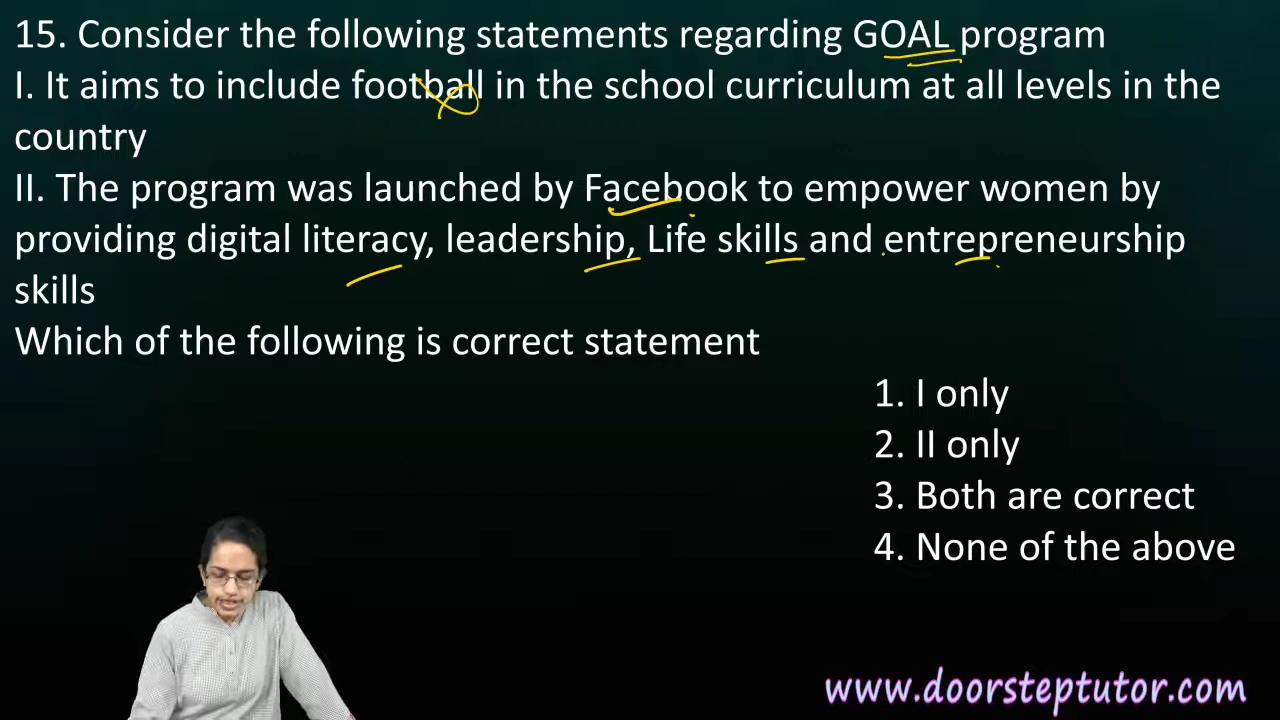 15. Consider the following statements regarding GOAL program
I. It aims to include football in the school curriculum at all levels in the
country
II. The program was launched by Facebook to empower women by
providing digital literacy, leadership, Life skills and entrepreneurship
skills
Which of the following is correct statement
1. I only
2. II only
3. Both are correct
4. None of the above
www.doorsteptutor.com